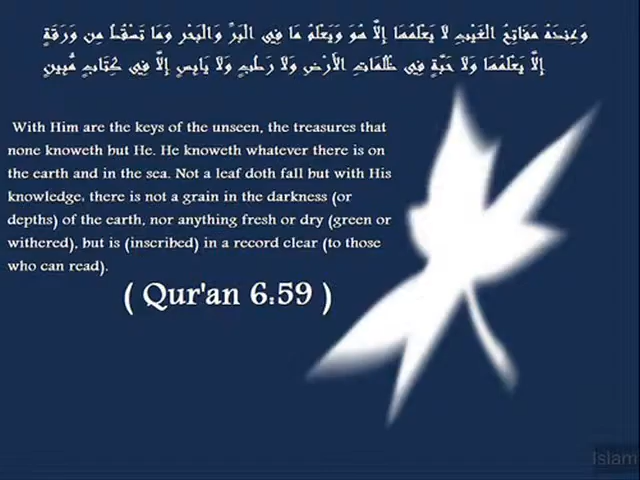 وَعِندَهُ مَفَاتِحُ الْغَيْبِ لَا يَعْلَمُهَا إِلَّا هُوَ وَيَعْلَمُ مَا فِي الْبَرِّ وَالْبَحْرِ وَمَا تَسْقُطُ مِن وَرَقَةٍ
إِلَّا يَعْلَمُهَا وَلَا حَبَّةٍ فِي ظُلُمَاتِ الْأَرْضِ وَلَا رَطْبٍ وَلَا يَابِسٍ إِلَّا فِي كِتَابٍ مُّبِينٍ
With Him are the keys of the unseen, the treasures that
none knoweth but He. He knoweth whatever there is on
the earth and in the sea. Not a leaf doth fall but with His
knowledge, there is not a grain in the darkness (or
depths) of the earth, nor anything fresh or dry (green or
withered), but is (inscribed) in a record clear (to those
who can read).
( Qur'an 6:59 )
Islam